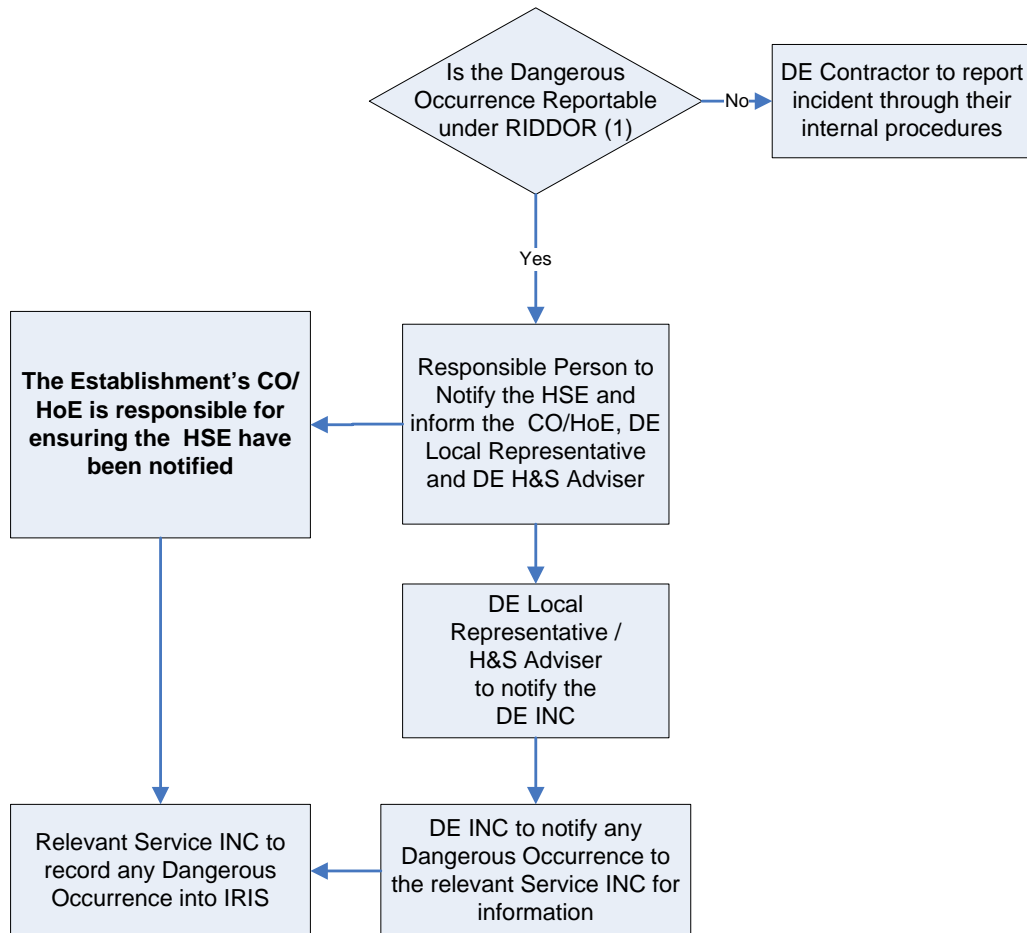 Is the Dangerous
Occurrence Reportable
under RIDDOR (1)
No
DE Contractor to report
incident through their
internal procedures
Yes
The Establishment's CO/
HoE is responsible for
ensuring the  HSE have
been notified
Responsible Person to
Notify the HSE and
inform the  CO/HoE, DE
Local Representative
and DE H&S Adviser
DE Local
Representative /
H&S Adviser
to notify the
DE INC
Relevant Service INC to
record any Dangerous
Occurrence into IRIS
DE INC to notify any
Dangerous Occurrence to
the relevant Service INC for
information